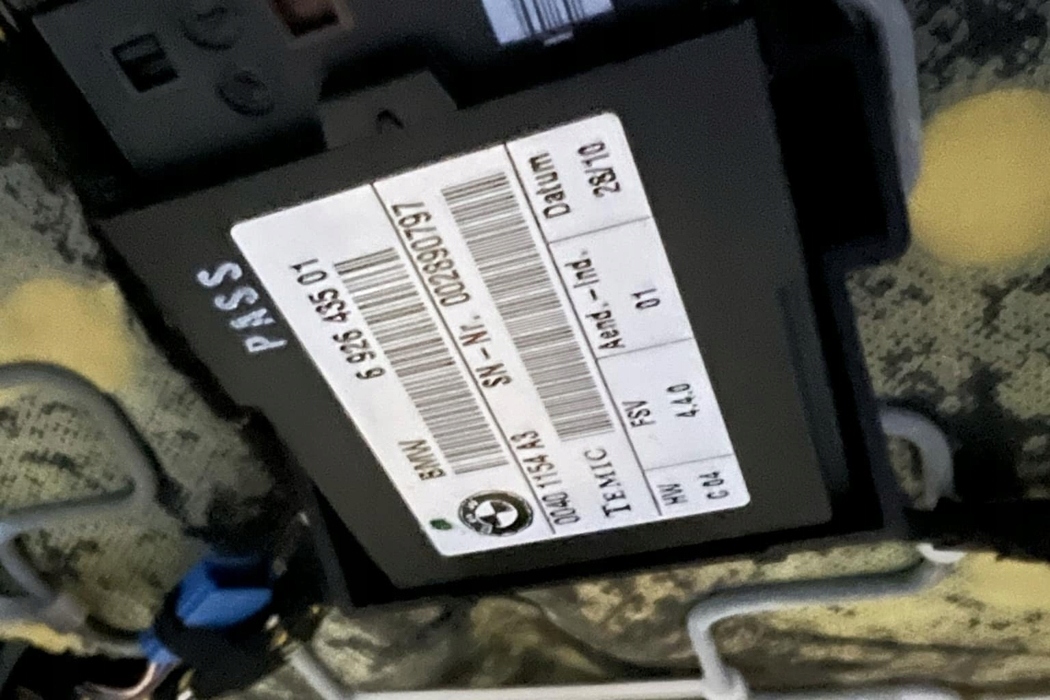 PASS
BMW 6 926 435 01
0040 1154 A3 SN-Nr. 002890797
TEMIC
HW FSV Aend.-Ind. Datum
C 04 4.4.0 01 28/10